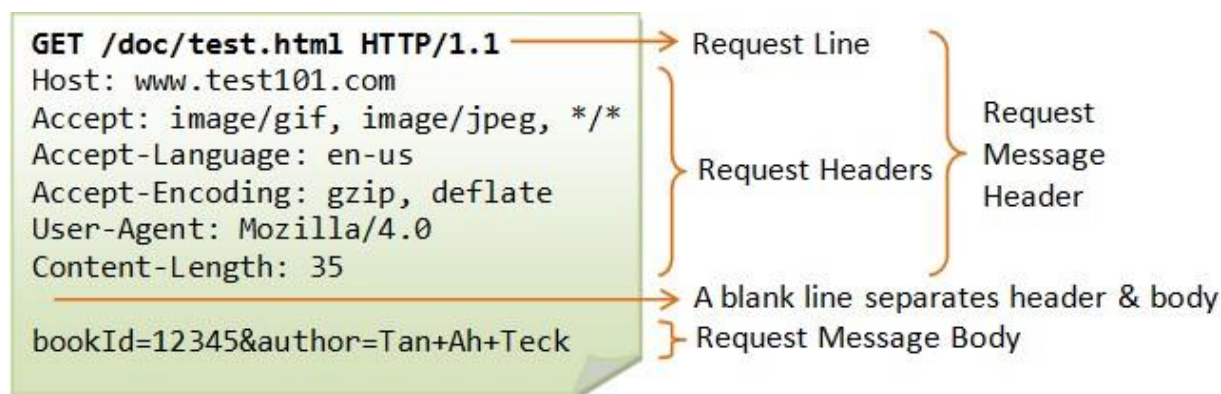 GET /doc/test.html HTTP/1.1
Host: www.test101.com
Accept: image/gif, image/jpeg, */*
Accept-Language: en-us
Accept-Encoding: gzip, deflate
User-Agent: Mozilla/4.0
Content-Length: 35
bookId=12345&author=Tan+Ah+Teck
Request Line
Request Headers
Request
Message
Header
A blank line separates header & body
Request Message Body